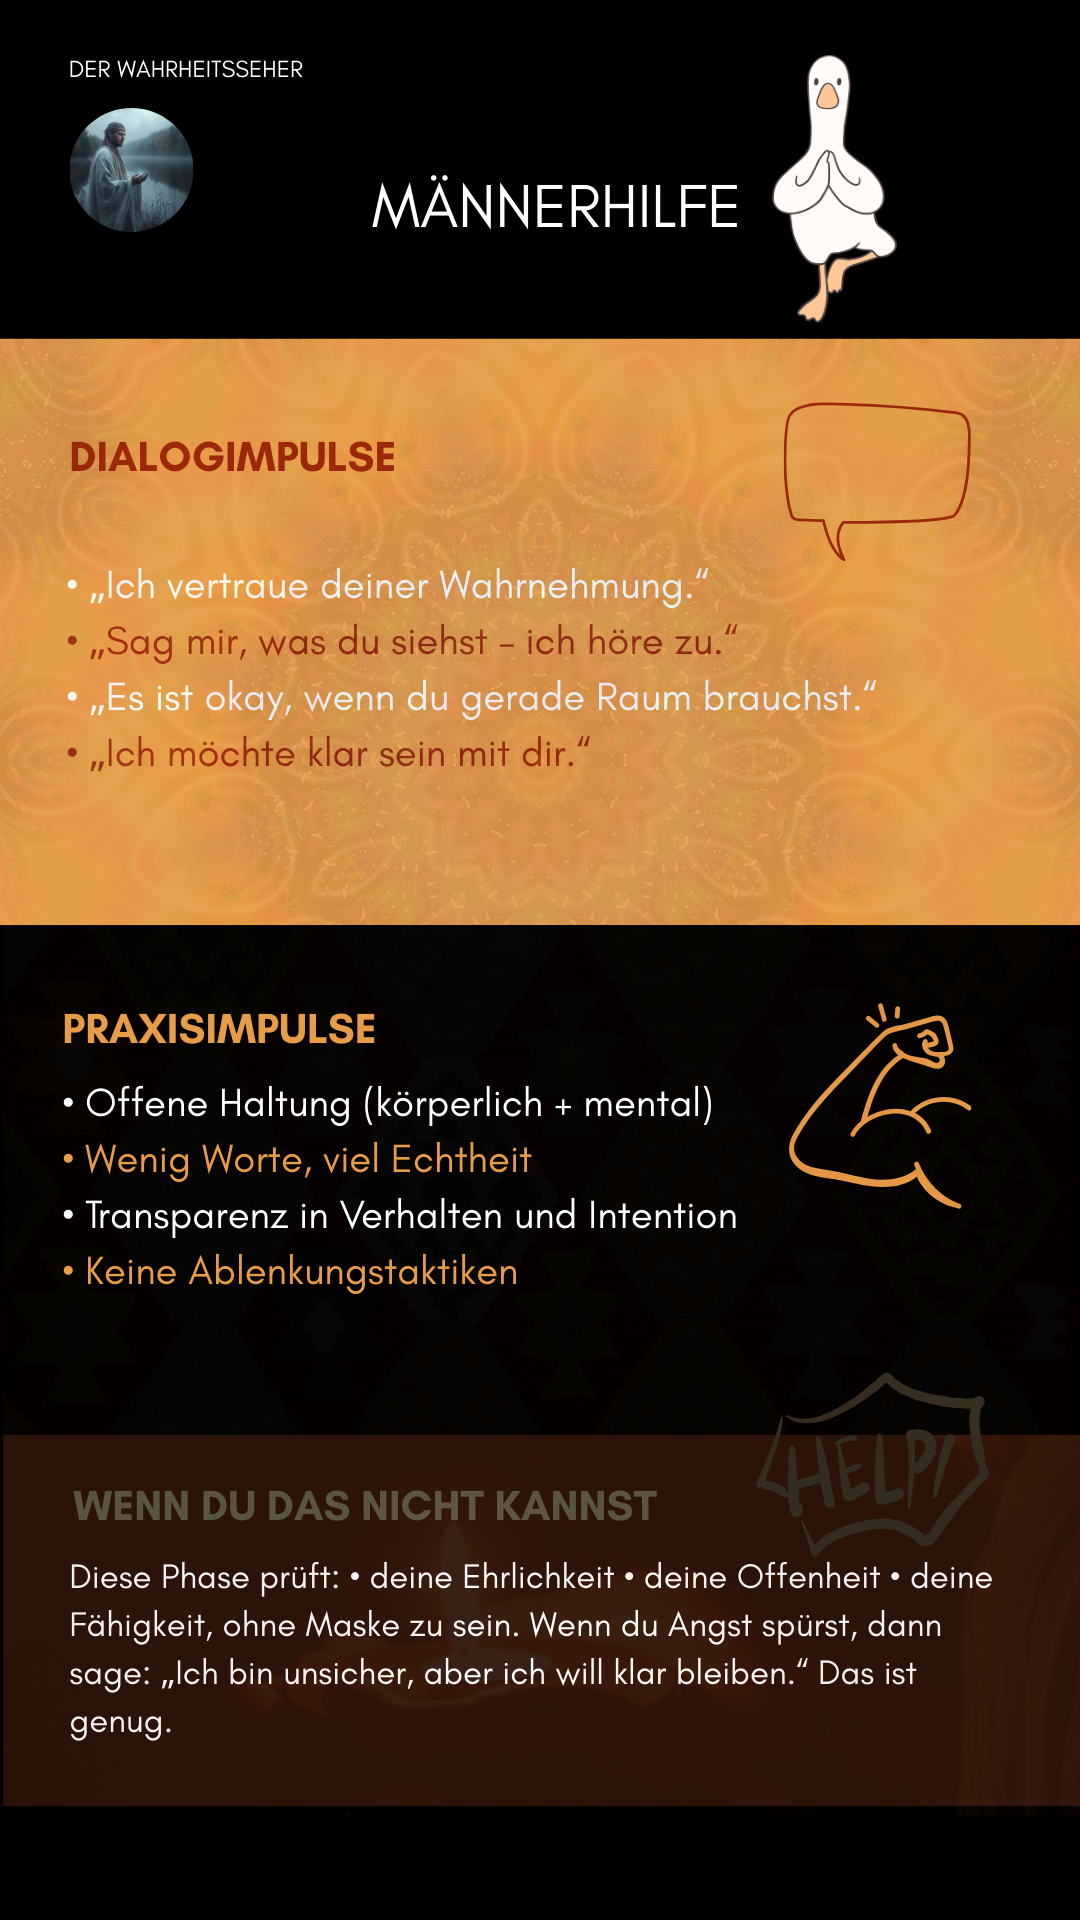 DER WAHRHEITSSEHER
MÄNNERHILFE
DIALOGIMPULSE
• „Ich vertraue deiner Wahrnehmung.“
• „Sag mir, was du siehst – ich höre zu.“
• „Es ist okay, wenn du gerade Raum brauchst.“
• „Ich möchte klar sein mit dir.“
PRAXISIMPULSE
• Offene Haltung (körperlich + mental)
• Wenig Worte, viel Echtheit
• Transparenz in Verhalten und Intention
• Keine Ablenkungstaktiken
HELP!
WENN DU DAS NICHT KANNST
Diese Phase prüft: • deine Ehrlichkeit • deine Offenheit • deine
Fähigkeit, ohne Maske zu sein. Wenn du Angst spürst, dann
sage: „Ich bin unsicher, aber ich will klar bleiben.“ Das ist
genug.